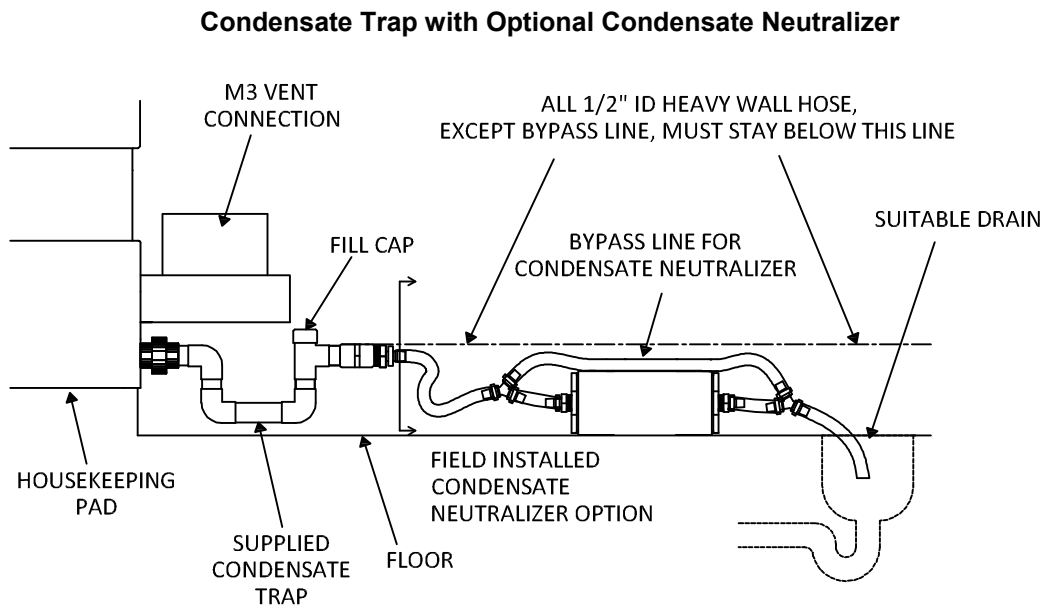 Condensate Trap with Optional Condensate Neutralizer
M3 VENT
CONNECTION
ALL 1/2" ID HEAVY WALL HOSE,
EXCEPT BYPASS LINE, MUST STAY BELOW THIS LINE
SUITABLE DRAIN
FILL CAP
BYPASS LINE FOR
CONDENSATE NEUTRALIZER
HOUSEKEEPING
PAD
SUPPLIED
CONDENSATE
TRAP
FLOOR
FIELD INSTALLED
CONDENSATE
NEUTRALIZER OPTION